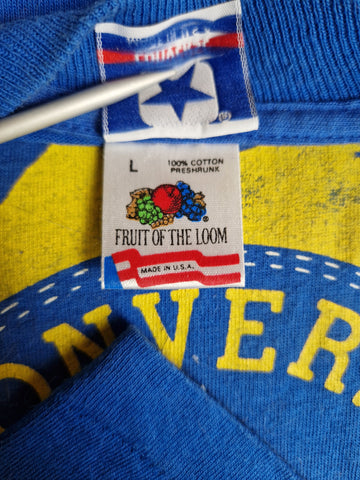 L 100% COTTON
PRESHRUNK
®
FRUIT OF THE LOOM
®
MADE IN U.S.A.
ONVER